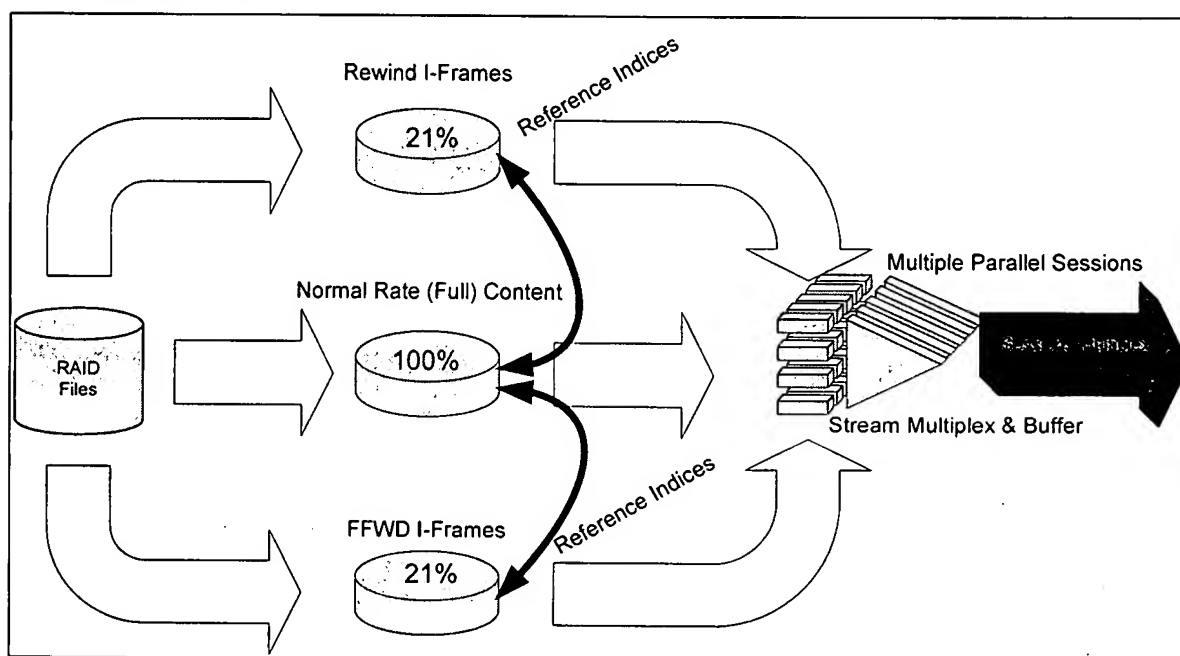 Rewind I-Frames
Reference Indices
21%
Multiple Parallel Sessions
Normal Rate (Full) Content
RAID
Files
100%
Stream Multiplex & Buffer
Reference Indices
FFWD I-Frames
21%